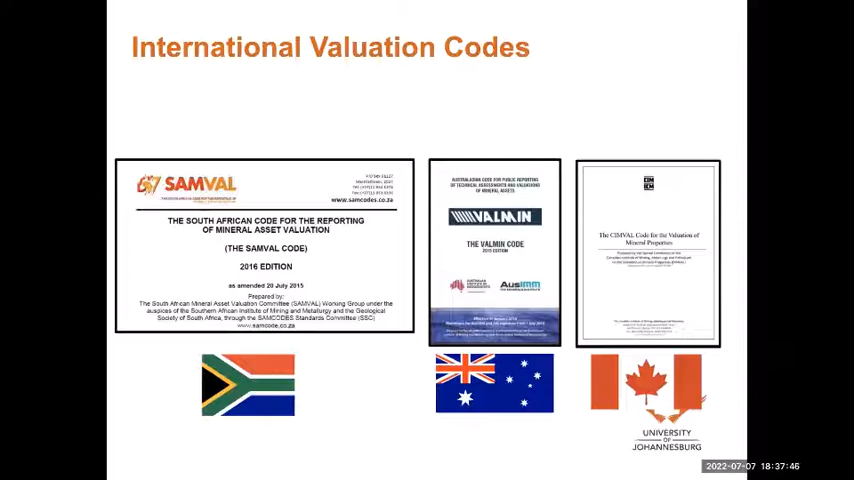 International Valuation Codes
SAMVAL
www.samcodes.co.za
THE SOUTH AFRICAN CODE FOR THE REPORTING
OF MINERAL ASSET VALUATION
(THE SAMVAL CODE)
2016 EDITION
as amended 20 July 2015
Prepared by:
The South African Mineral Asset Valuation Committee (SAMVAL) Working Group under the
auspices of the Southern African Institute of Mining and Metallurgy and the Geological
Society of South Africa, through the SAMCODES Standards Committee (SSC)
www.samcode.co.za
AUSTRALASIAN CODE FOR PUBLIC REPORTING
OF TECHNICAL ASSESSMENTS AND VALUATIONS
OF MINERAL ASSETS
VALMIN
THE VALMIN CODE
2015 EDITION
AusIMM
CIM
ICM
The CIMVAL Code for the Valuation of
Mineral Properties
UNIVERSITY
OF
JOHANNESBURG
2022-07-07 18:37:46